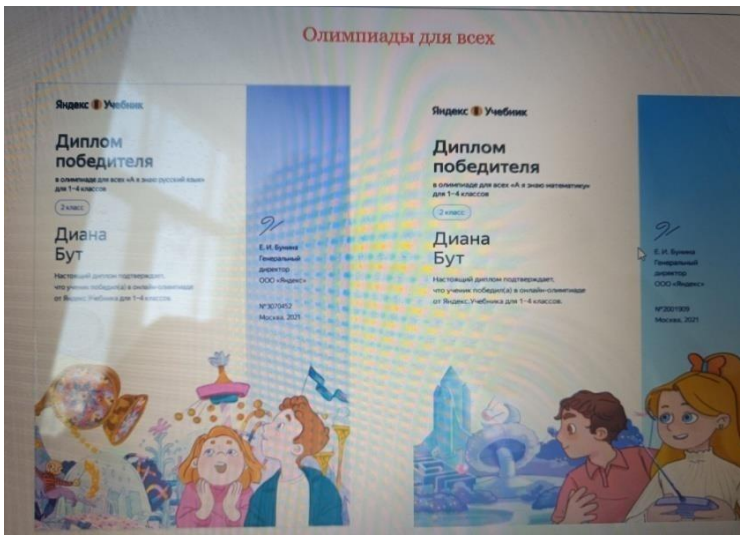 Олимпиады для всех
Яндекс Учебник
Диплом
победителя
в олимпиаде для всех «А я знаю русский язык»
для 1–4 классов
2 класс
Диана
Бут
Настоящий диплом подтверждает,
что ученик победил(а) в онлайн-олимпиаде
от Яндекс.Учебника для 1–4 классов.
Е. И. Бунина
Генеральный
директор
ООО «Яндекс»
№3070452
Москва, 2021
Яндекс Учебник
Диплом
победителя
в олимпиаде для всех «А я знаю математику»
для 1–4 классов
2 класс
Диана
Бут
Настоящий диплом подтверждает,
что ученик победил(а) в онлайн-олимпиаде
от Яндекс.Учебника для 1–4 классов.
Е. И. Бунина
Генеральный
директор
ООО «Яндекс»
№2001909
Москва, 2021